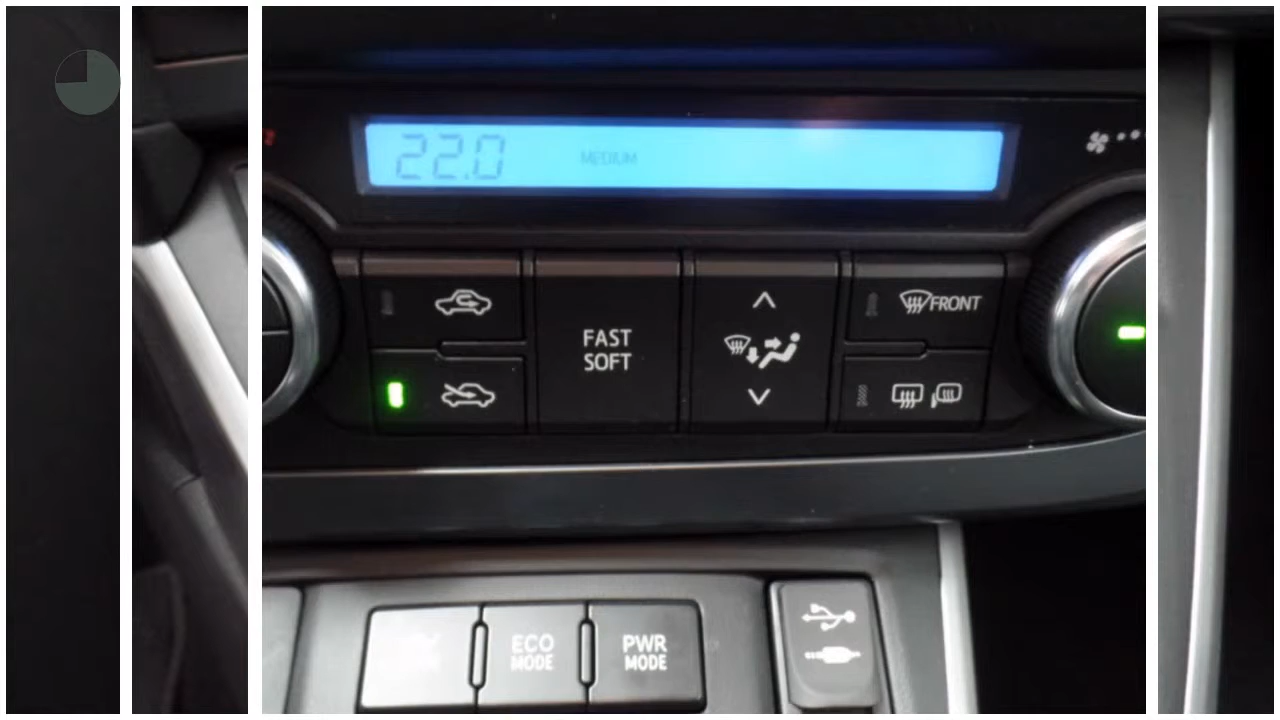 22.0
MEDIUM
FRONT
FAST
SOFT
ECO
MODE
PWR
MODE